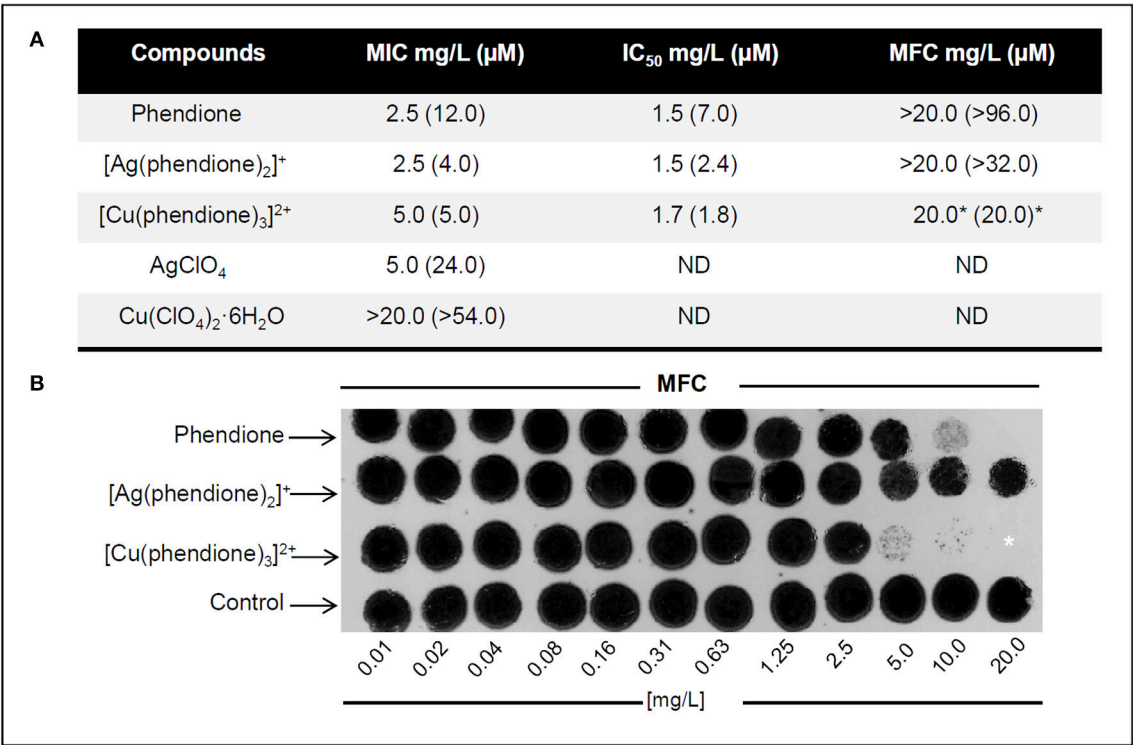 A
Compounds MIC mg/L (µM) IC₅₀ mg/L (µM) MFC mg/L (µM)
Phendione 2.5 (12.0) 1.5 (7.0) >20.0 (>96.0)
[Ag(phendione)₂]⁺ 2.5 (4.0) 1.5 (2.4) >20.0 (>32.0)
[Cu(phendione)₃]²⁺ 5.0 (5.0) 1.7 (1.8) 20.0* (20.0)*
AgClO₄ 5.0 (24.0) ND ND
Cu(ClO₄)₂·6H₂O >20.0 (>54.0) ND ND
B
MFC
Phendione
[Ag(phendione)₂]⁺
[Cu(phendione)₃]²⁺ *
Control
0.01 0.02 0.04 0.08 0.16 0.31 0.63 1.25 2.5 5.0 10.0 20.0
[mg/L]